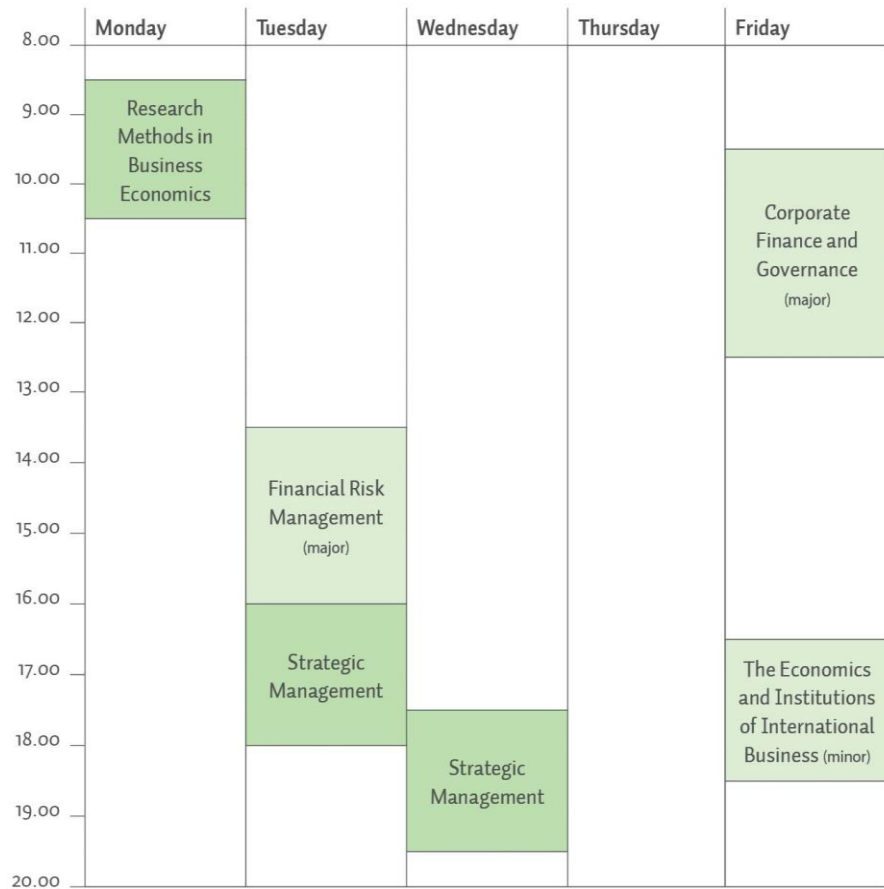 Monday Tuesday Wednesday Thursday Friday
8.00
9.00
10.00
11.00
12.00
13.00
14.00
15.00
16.00
17.00
18.00
19.00
20.00
Research
Methods in
Business
Economics
Financial Risk
Management
(major)
Strategic
Management
Strategic
Management
Corporate
Finance and
Governance
(major)
The Economics
and Institutions
of International
Business (minor)